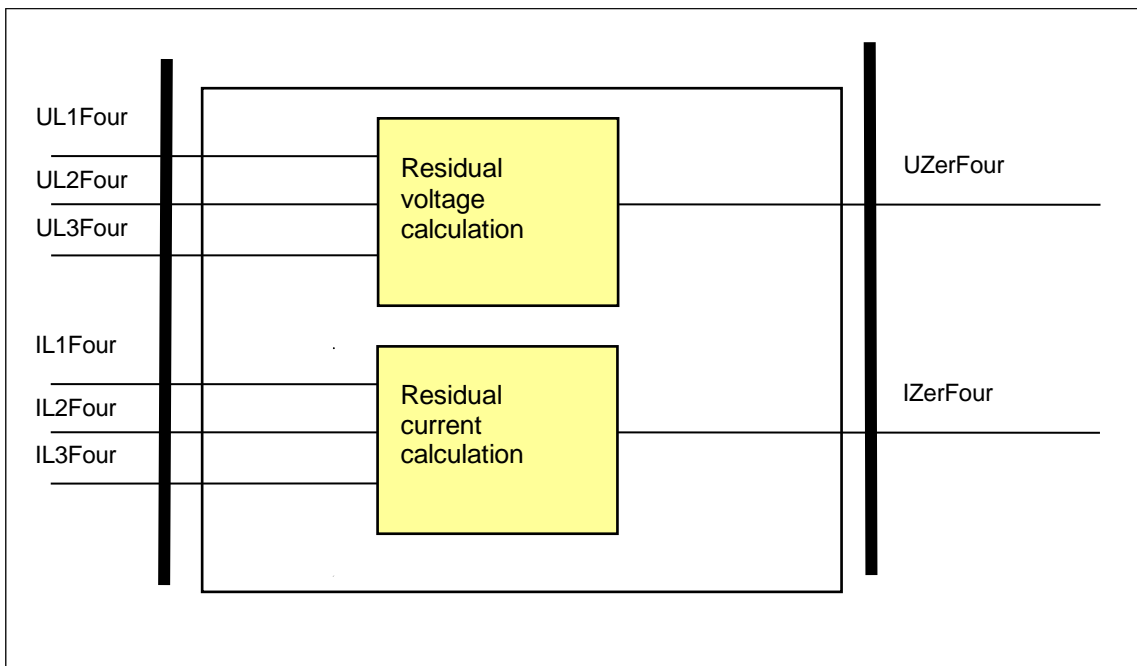 UL1Four
UL2Four
UL3Four
Residual
voltage
calculation
UZerFour
IL1Four
IL2Four
IL3Four
Residual
current
calculation
IZerFour